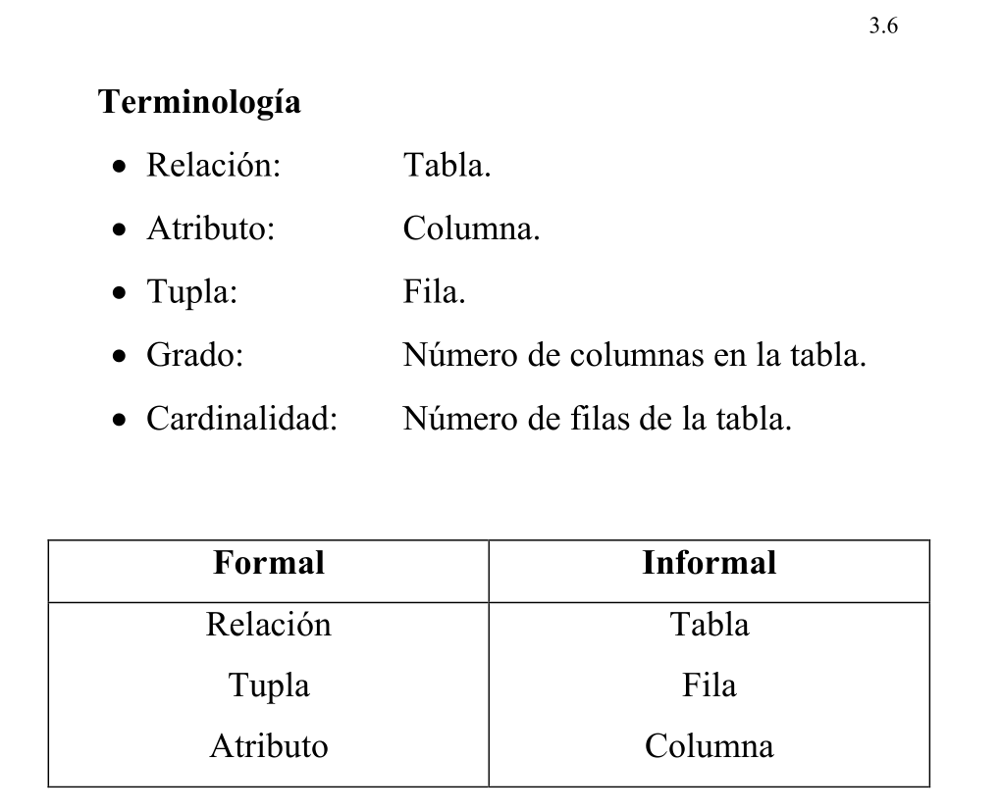 3.6
Terminología
• Relación: Tabla.
• Atributo: Columna.
• Tupla: Fila.
• Grado: Número de columnas en la tabla.
• Cardinalidad: Número de filas de la tabla.
Formal Informal
Relación Tabla
Tupla Fila
Atributo Columna